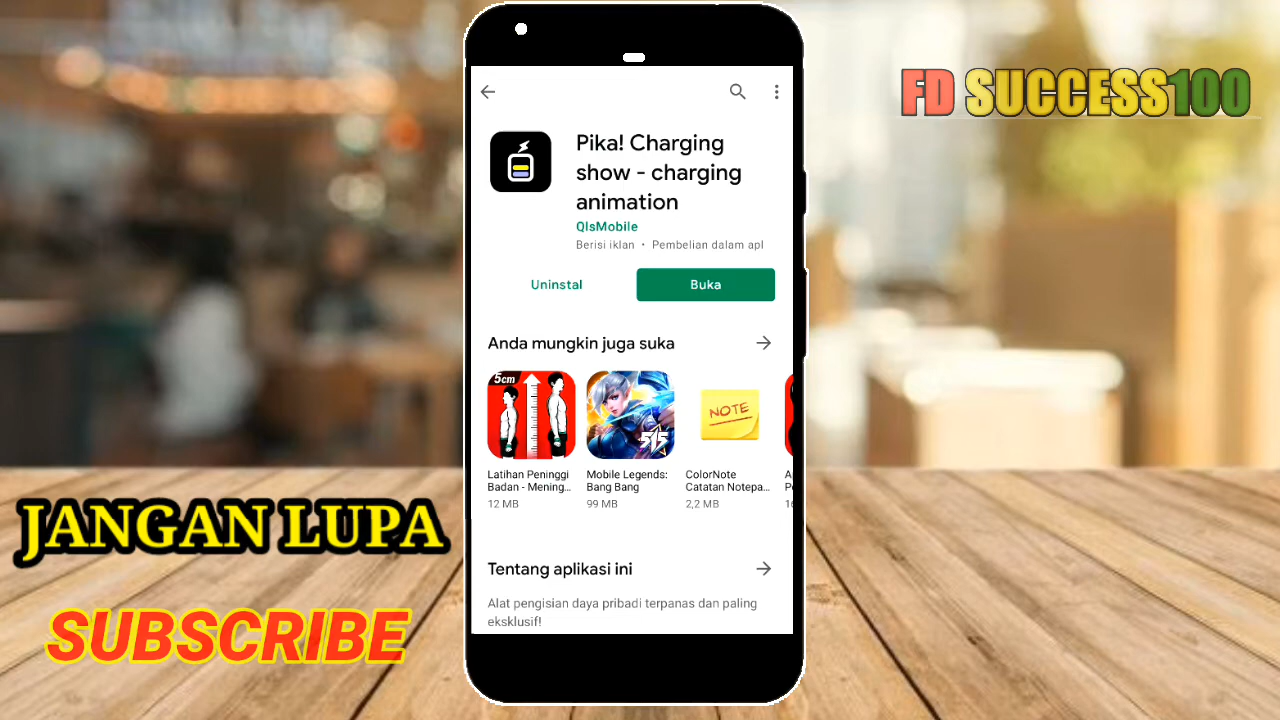 FD SUCCESS100
Pika! Charging
show - charging
animation
QIsMobile
Berisi iklan • Pembelian dalam apl
Uninstal
Buka
Anda mungkin juga suka
5cm
515
NOTE
Latihan Peninggi
Badan - Mening...
12 MB
Mobile Legends:
Bang Bang
99 MB
ColorNote
Catatan Notepa...
2,2 MB
Tentang aplikasi ini
Alat pengisian daya pribadi terpanas dan paling
eksklusif!
JANGAN LUPA
SUBSCRIBE